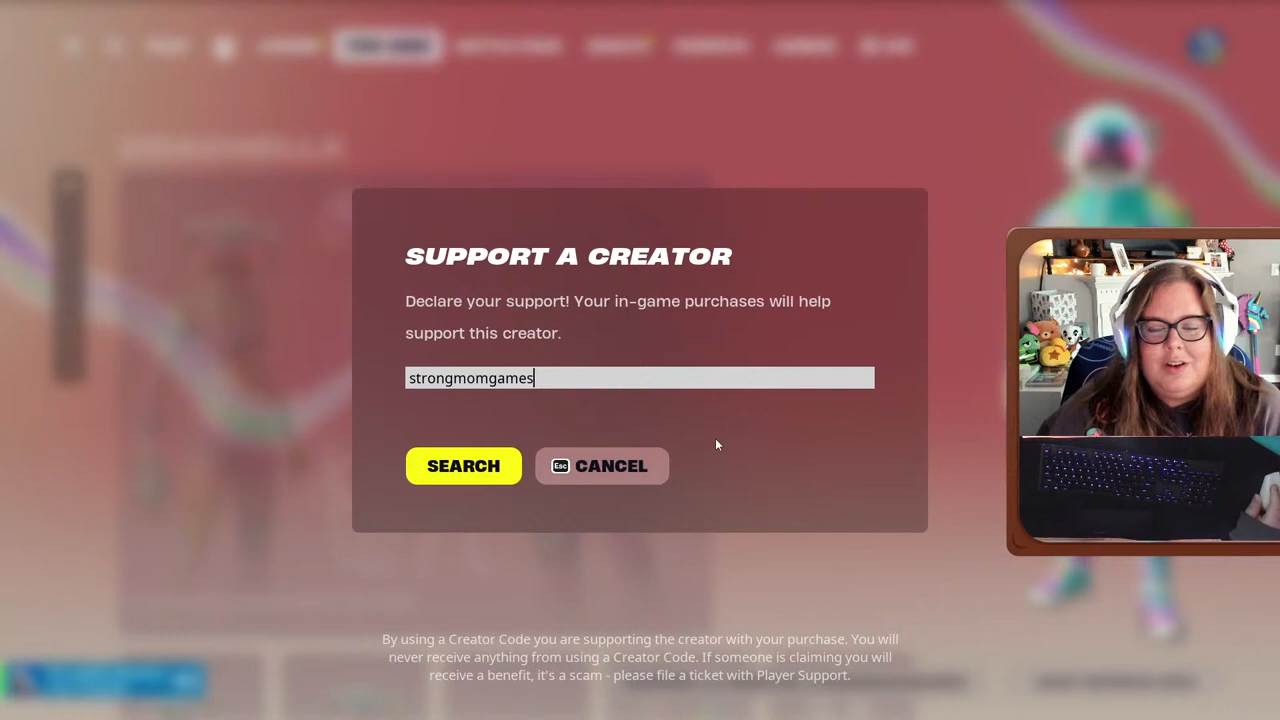 SUPPORT A CREATOR
Declare your support! Your in-game purchases will help
support this creator.
strongmomgames
SEARCH
Esc CANCEL
By using a Creator Code you are supporting the creator with your purchase. You will
never receive anything from using a Creator Code. If someone is claiming you will
receive a benefit, it's a scam - please file a ticket with Player Support.